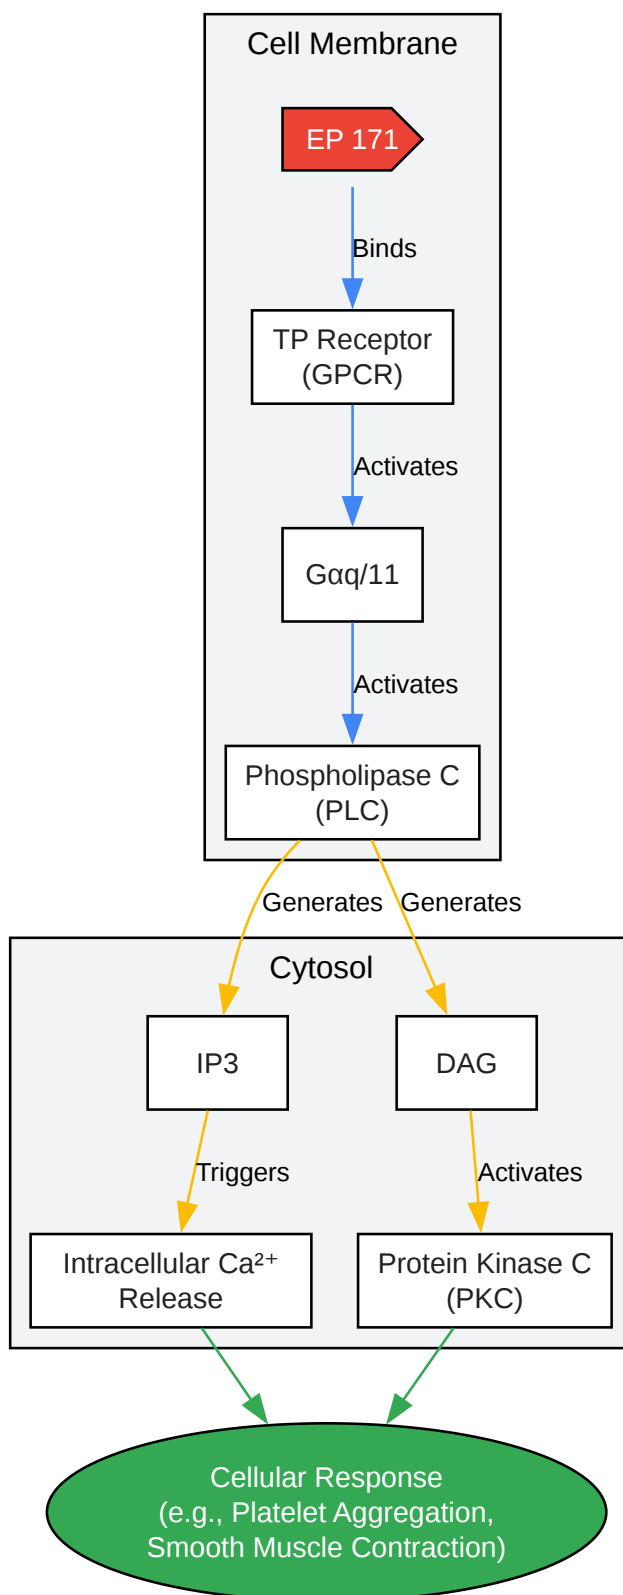 Cell Membrane
EP 171
Binds
TP Receptor
(GPCR)
Activates
Gαq/11
Activates
Phospholipase C
(PLC)
Generates
Generates
Cytosol
IP3
DAG
Triggers
Activates
Intracellular Ca²⁺
Release
Protein Kinase C
(PKC)
Cellular Response
(e.g., Platelet Aggregation,
Smooth Muscle Contraction)